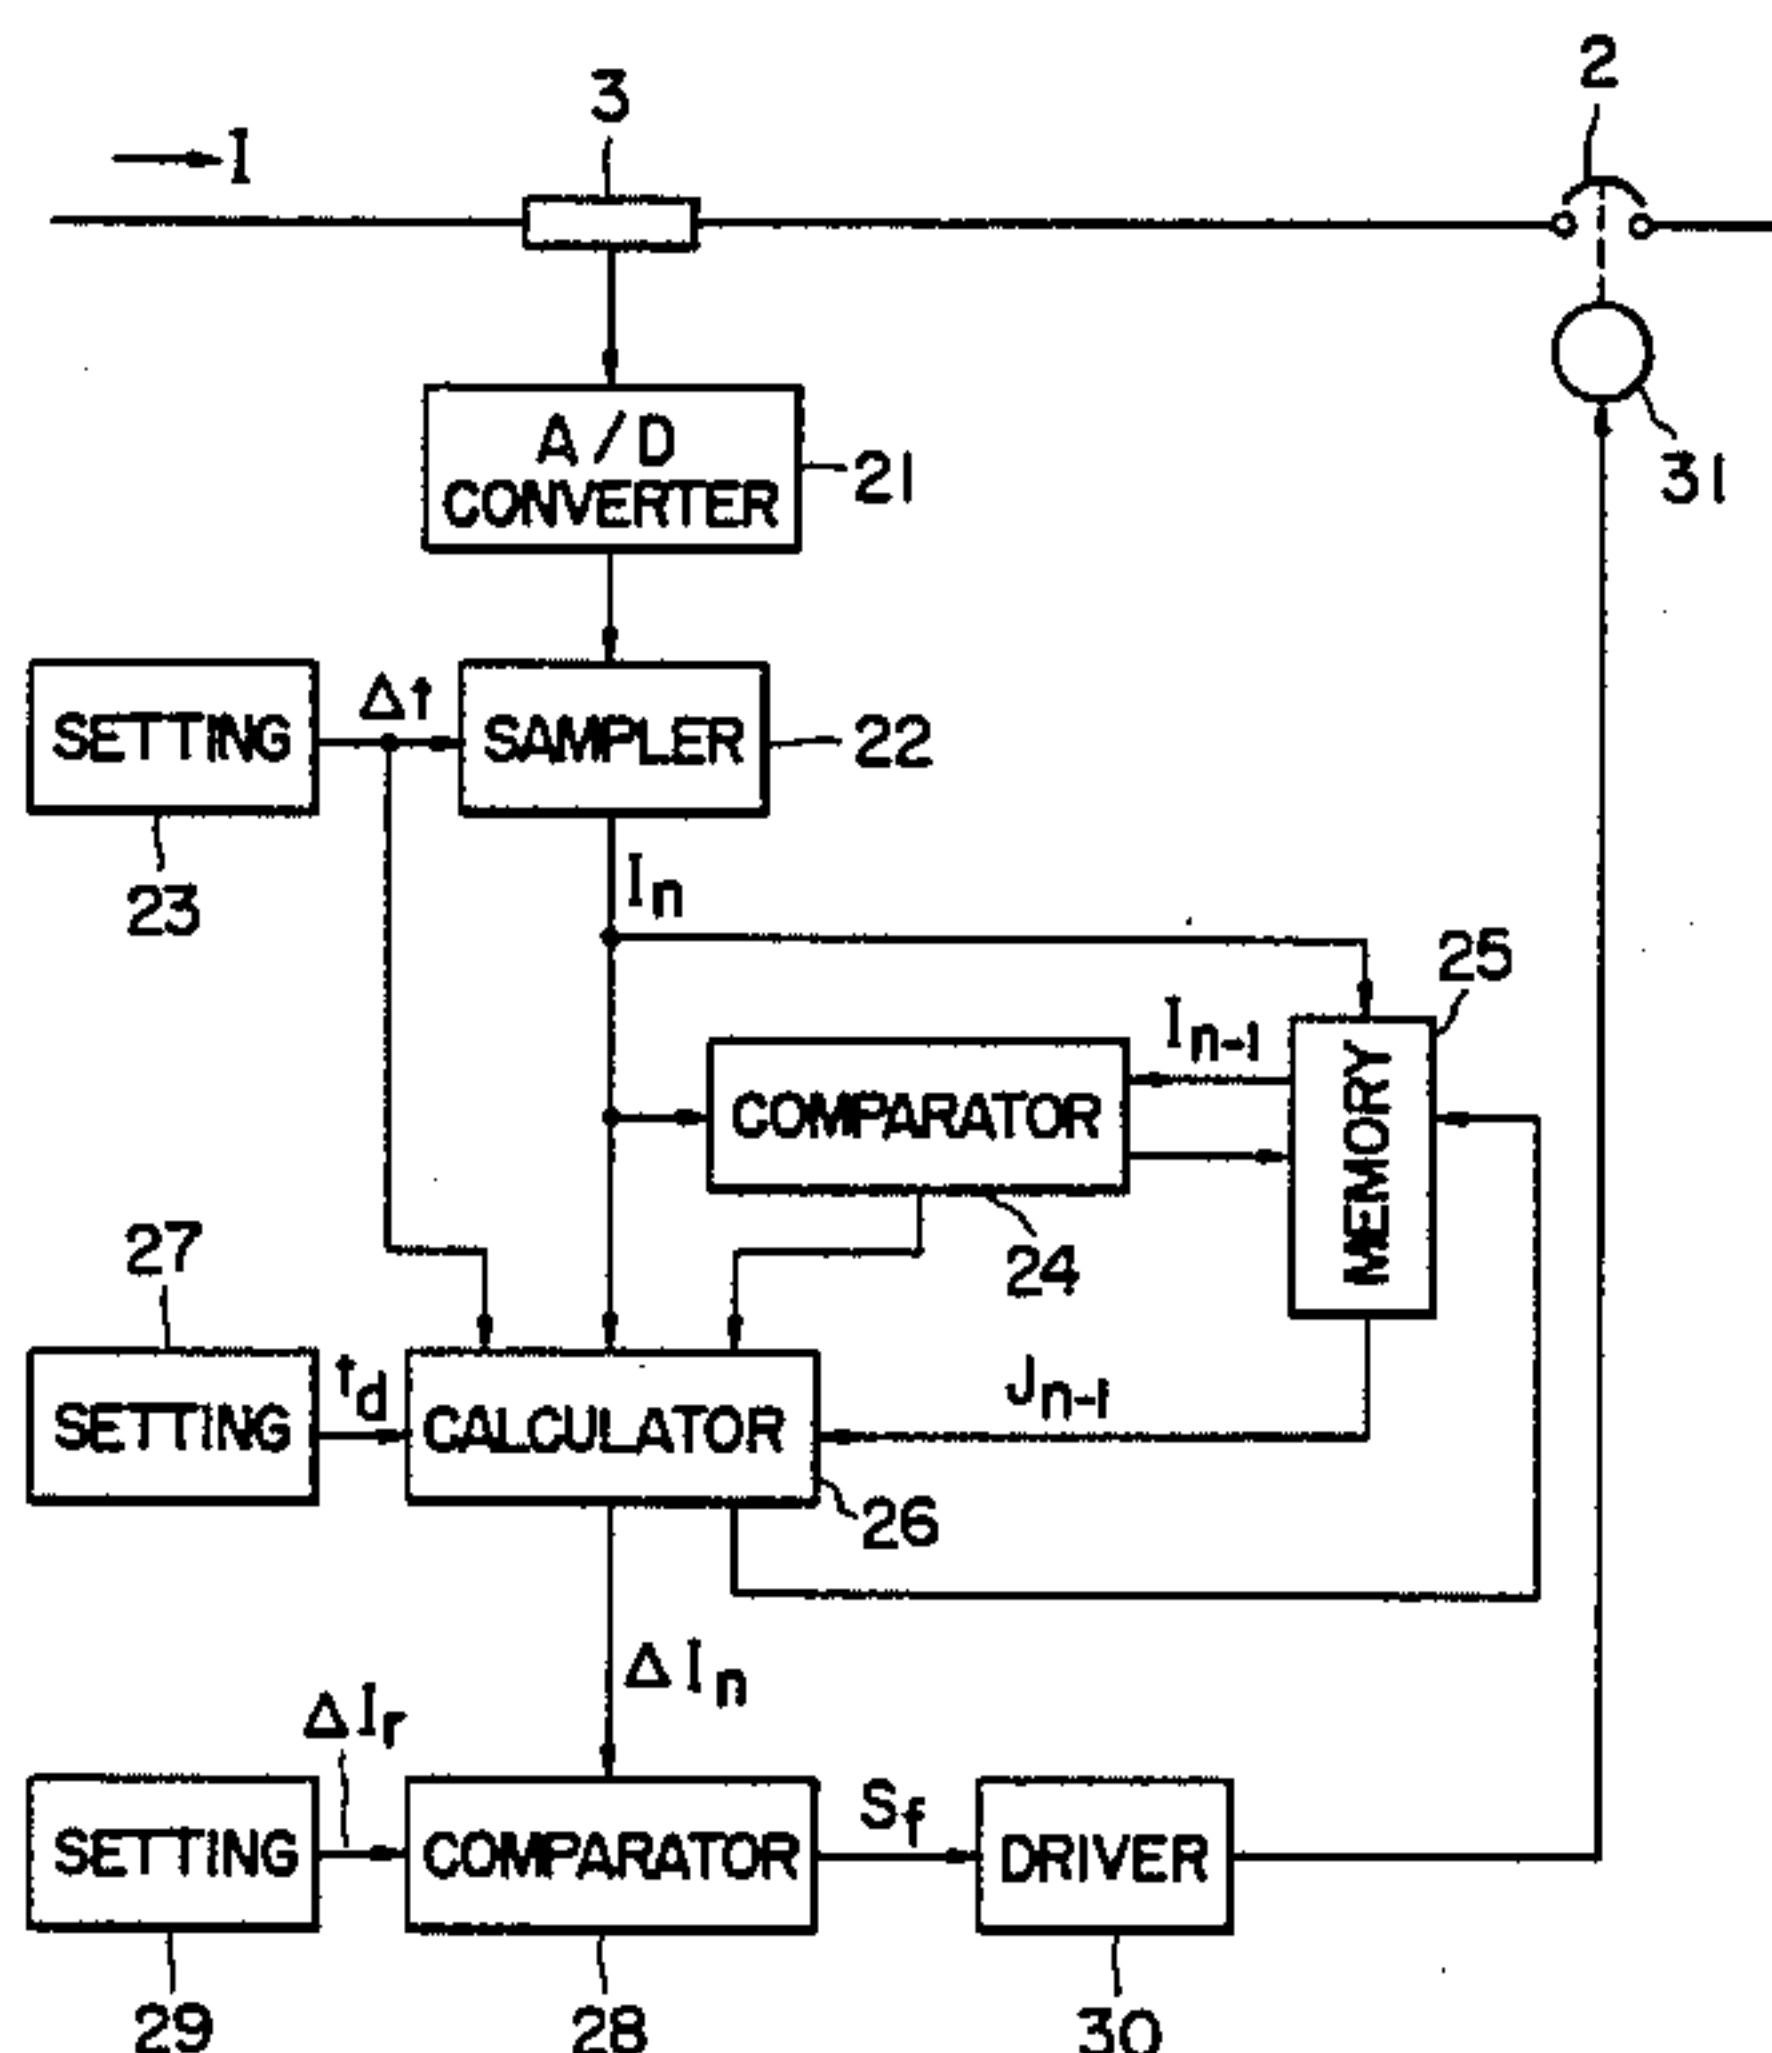 2
3
I
A/D
CONVERTER
21
31
SETTING
Δt
SAMPLER
22
23
In
25
In-1
COMPARATOR
MEMORY
24
27
SETTING
td
CALCULATOR
Jn-1
26
ΔIn
ΔIr
SETTING
COMPARATOR
Sf
DRIVER
29
28
30